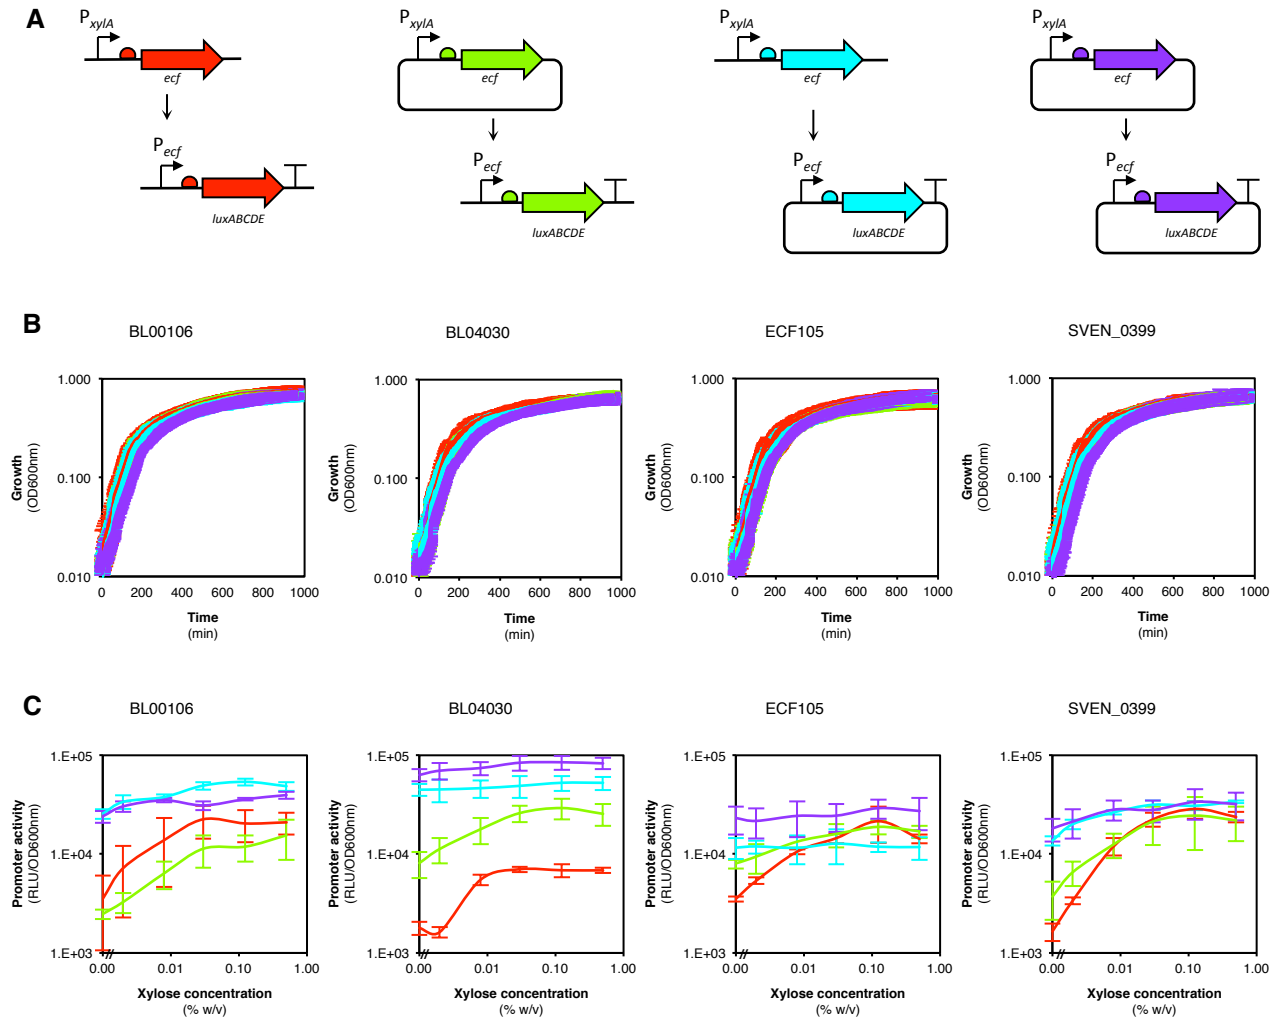 A
PxylA
PxylA
PxylA
PxylA
ecf
ecf
ecf
ecf
Pecf
Pecf
Pecf
Pecf
luxABCDE
luxABCDE
luxABCDE
luxABCDE
B
BL00106
BL04030
ECF105
SVEN_0399
Growth
(OD600nm)
1.000
0.100
0.010
0 200 400 600 800 1000
Time
(min)
Growth
(OD600nm)
1.000
0.100
0.010
0 200 400 600 800 1000
Time
(min)
Growth
(OD600nm)
1.000
0.100
0.010
0 200 400 600 800 1000
Time
(min)
Growth
(OD600nm)
1.000
0.100
0.010
0 200 400 600 800 1000
Time
(min)
C
BL00106
BL04030
ECF105
SVEN_0399
Promoter activity
(RLU/OD600nm)
1.E+05
1.E+04
1.E+03
0.00 0.01 0.10 1.00
Xylose concentration
(% w/v)
Promoter activity
(RLU/OD600nm)
1.E+05
1.E+04
1.E+03
0.00 0.01 0.10 1.00
Xylose concentration
(% w/v)
Promoter activity
(RLU/OD600nm)
1.E+05
1.E+04
1.E+03
0.00 0.01 0.10 1.00
Xylose concentration
(% w/v)
Promoter activity
(RLU/OD600nm)
1.E+05
1.E+04
1.E+03
0.00 0.01 0.10 1.00
Xylose concentration
(% w/v)